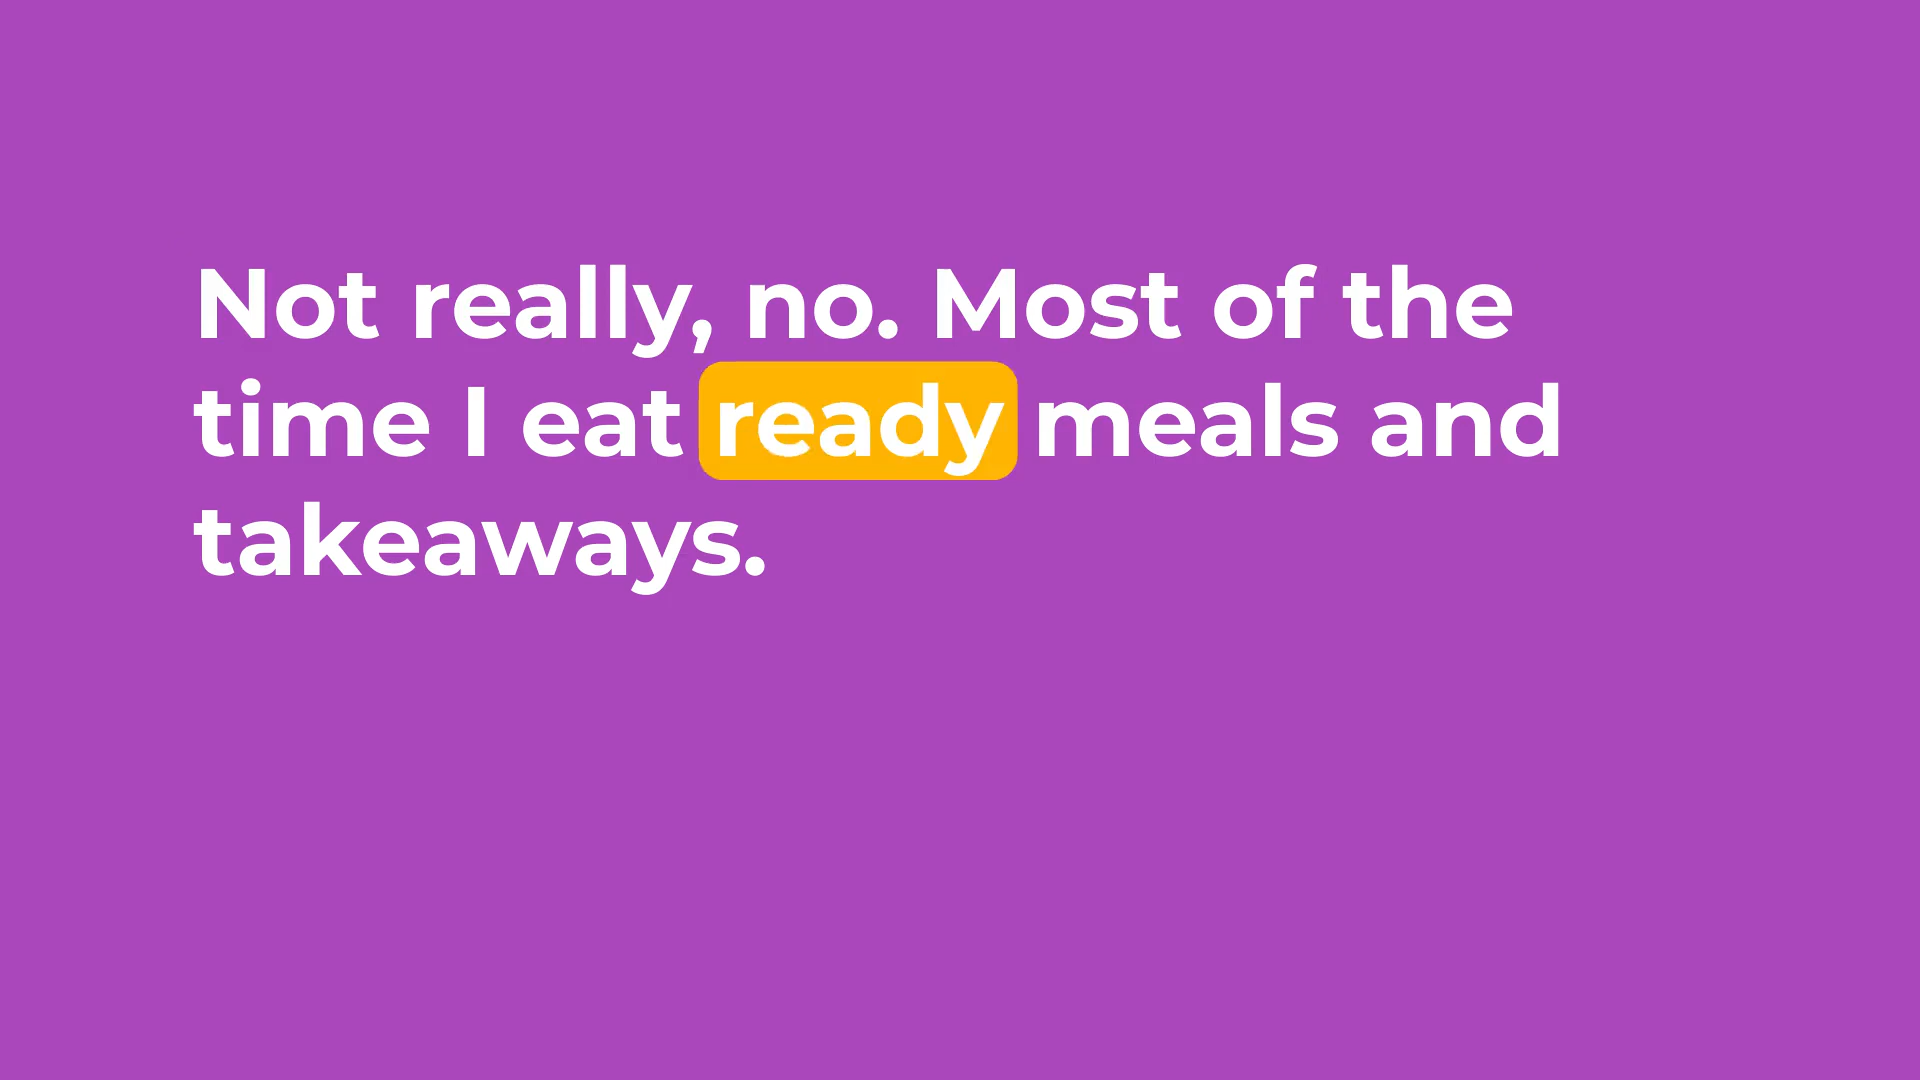 Not really, no. Most of the
time I eat ready meals and
takeaways.